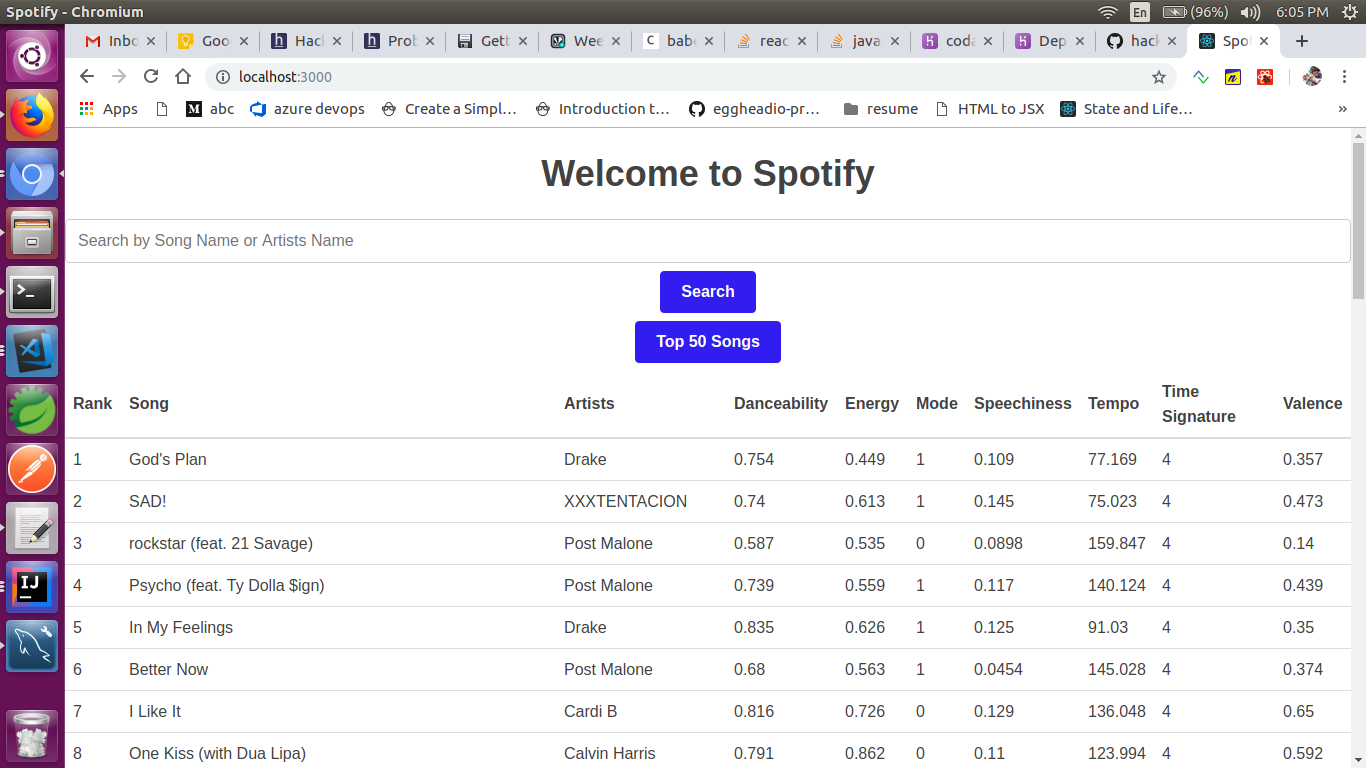 Spotify - Chromium En (96%) 6:05 PM
Inbo Goo Hack Prob Gett Wee C babe reac java coda Dep hack Spot
localhost:3000
Apps M abc azure devops Create a Simpl... Introduction t... eggheadio-pr... resume HTML to JSX State and Life... »
Welcome to Spotify
Search by Song Name or Artists Name
Search
Top 50 Songs
Rank Song Artists Danceability Energy Mode Speechiness Tempo Time Signature Valence
1 God's Plan Drake 0.754 0.449 1 0.109 77.169 4 0.357
2 SAD! XXXTENTACION 0.74 0.613 1 0.145 75.023 4 0.473
3 rockstar (feat. 21 Savage) Post Malone 0.587 0.535 0 0.0898 159.847 4 0.14
4 Psycho (feat. Ty Dolla $ign) Post Malone 0.739 0.559 1 0.117 140.124 4 0.439
5 In My Feelings Drake 0.835 0.626 1 0.125 91.03 4 0.35
6 Better Now Post Malone 0.68 0.563 1 0.0454 145.028 4 0.374
7 I Like It Cardi B 0.816 0.726 0 0.129 136.048 4 0.65
8 One Kiss (with Dua Lipa) Calvin Harris 0.791 0.862 0 0.11 123.994 4 0.592